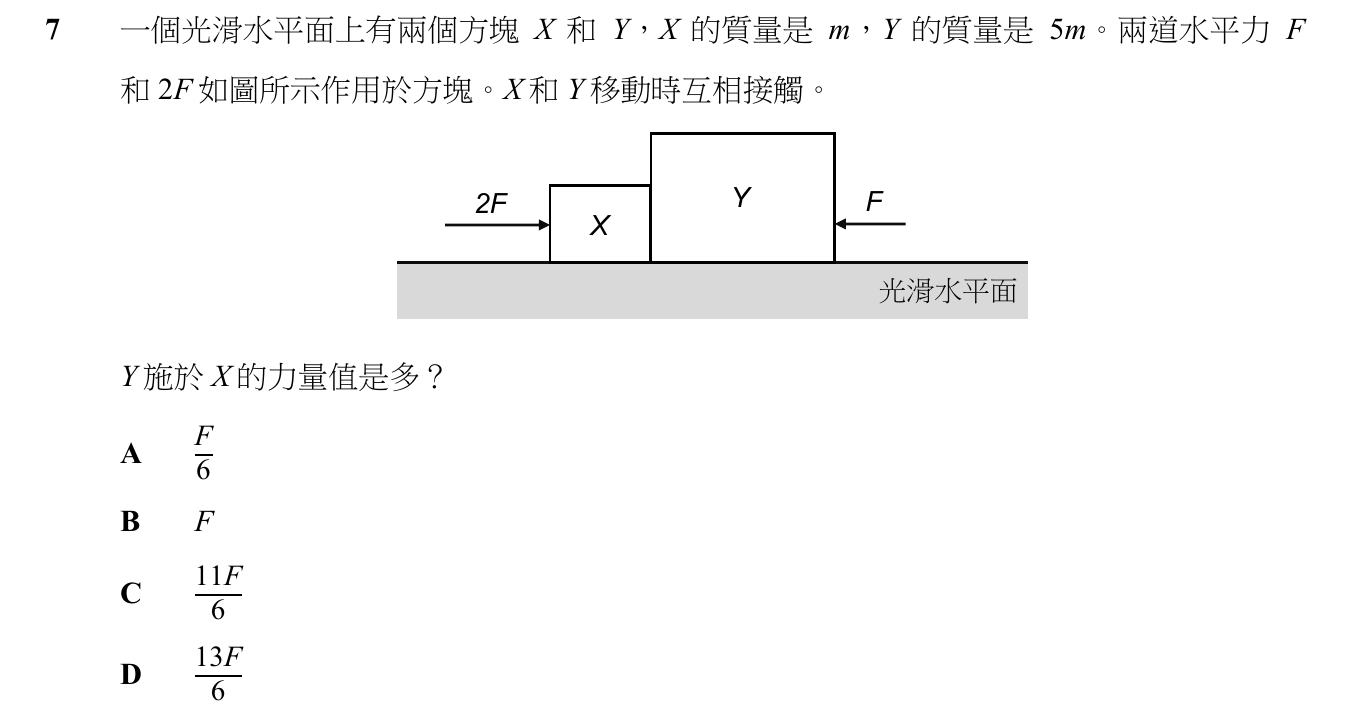 7 一個光滑水平面上有兩個方塊 X 和 Y，X 的質量是 m，Y 的質量是 5m。兩道水平力 F
和 2F 如圖所示作用於方塊。X和 Y 移動時互相接觸。
2F X Y F
光滑水平面
Y 施於 X 的力量值是多？
A F/6
B F
C 11F/6
D 13F/6